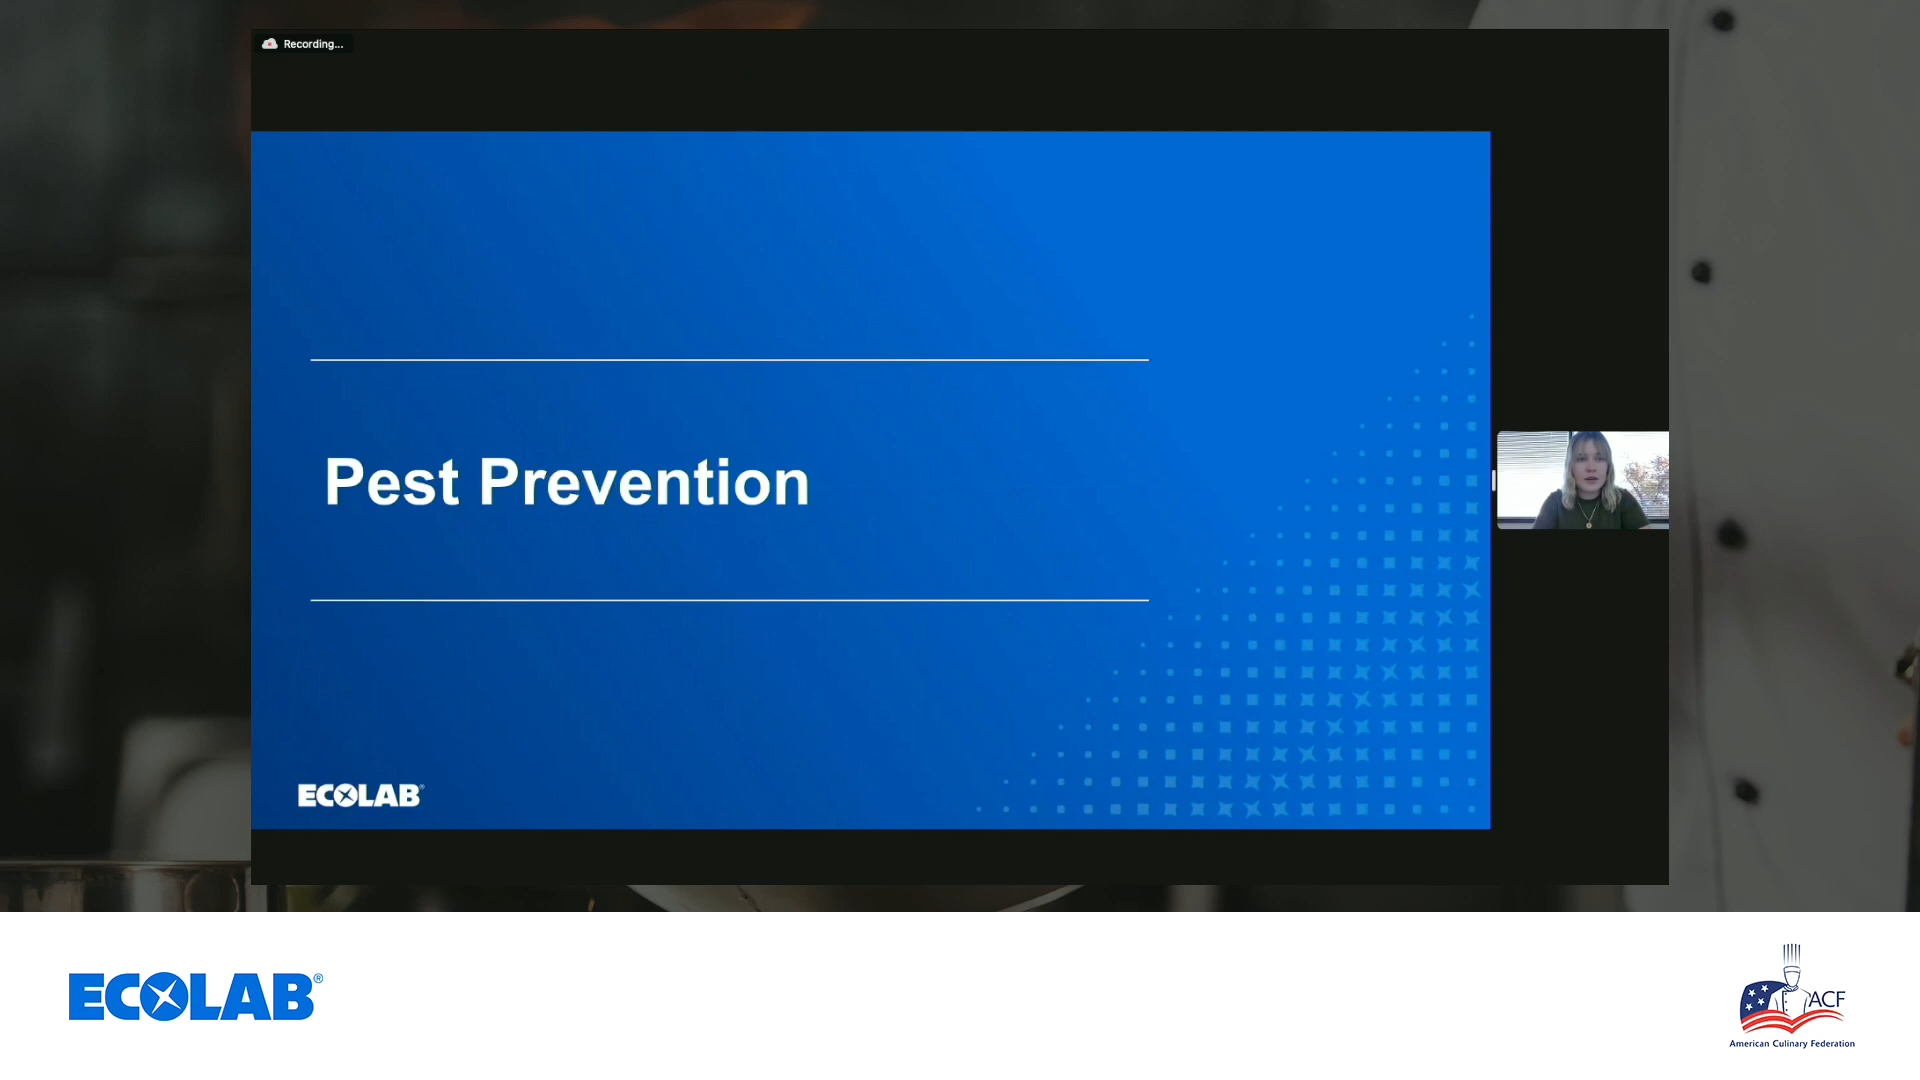 Recording...
Pest Prevention
ECOLAB®
ECOLAB®
ACF
American Culinary Federation